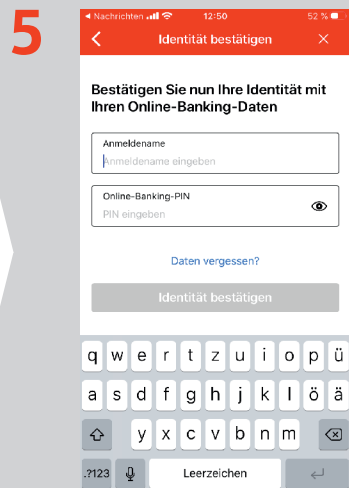 5
Nachrichten 12:50 52 %
Identität bestätigen
Bestätigen Sie nun Ihre Identität mit
Ihren Online-Banking-Daten
Anmeldename
Anmeldename eingeben
Online-Banking-PIN
PIN eingeben
Daten vergessen?
Identität bestätigen
q w e r t z u i o p ü
a s d f g h j k l ö ä
y x c v b n m
.?123 Leerzeichen